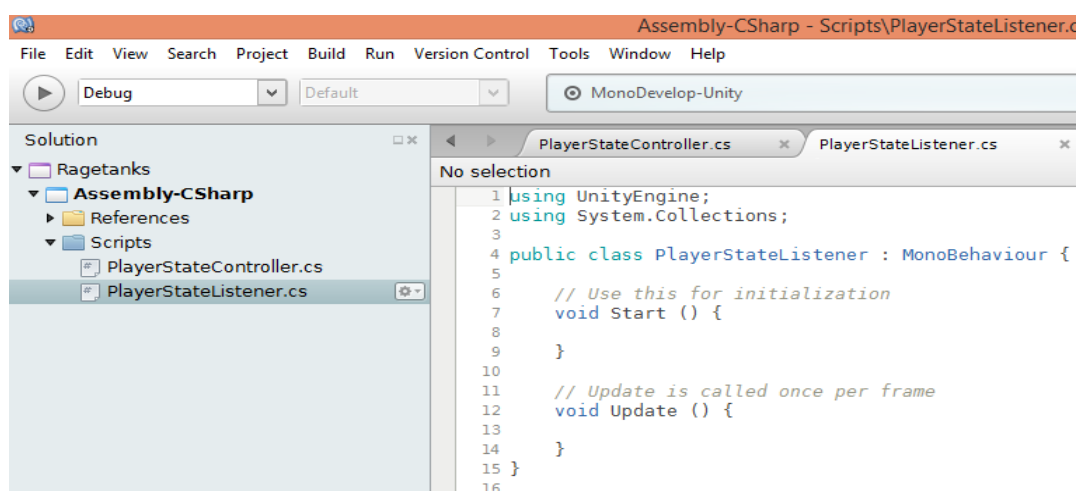 Assembly-CSharp - Scripts\PlayerStateListener.c
File Edit View Search Project Build Run Version Control Tools Window Help
Debug Default MonoDevelop-Unity
Solution
PlayerStateController.cs PlayerStateListener.cs
Ragetanks
No selection
Assembly-CSharp
References
Scripts
PlayerStateController.cs
PlayerStateListener.cs
1 using UnityEngine;
2 using System.Collections;
3
4 public class PlayerStateListener : MonoBehaviour {
5
6 // Use this for initialization
7 void Start () {
8
9 }
10
11 // Update is called once per frame
12 void Update () {
13
14 }
15 }
16